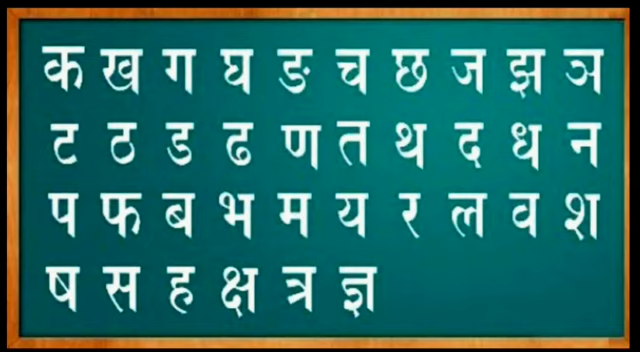 क ख ग घ ङ च छ ज झ ञ
ट ठ ड ढ ण त थ द ध न
प फ ब भ म य र ल व श
ष स ह क्ष त्र ज्ञ